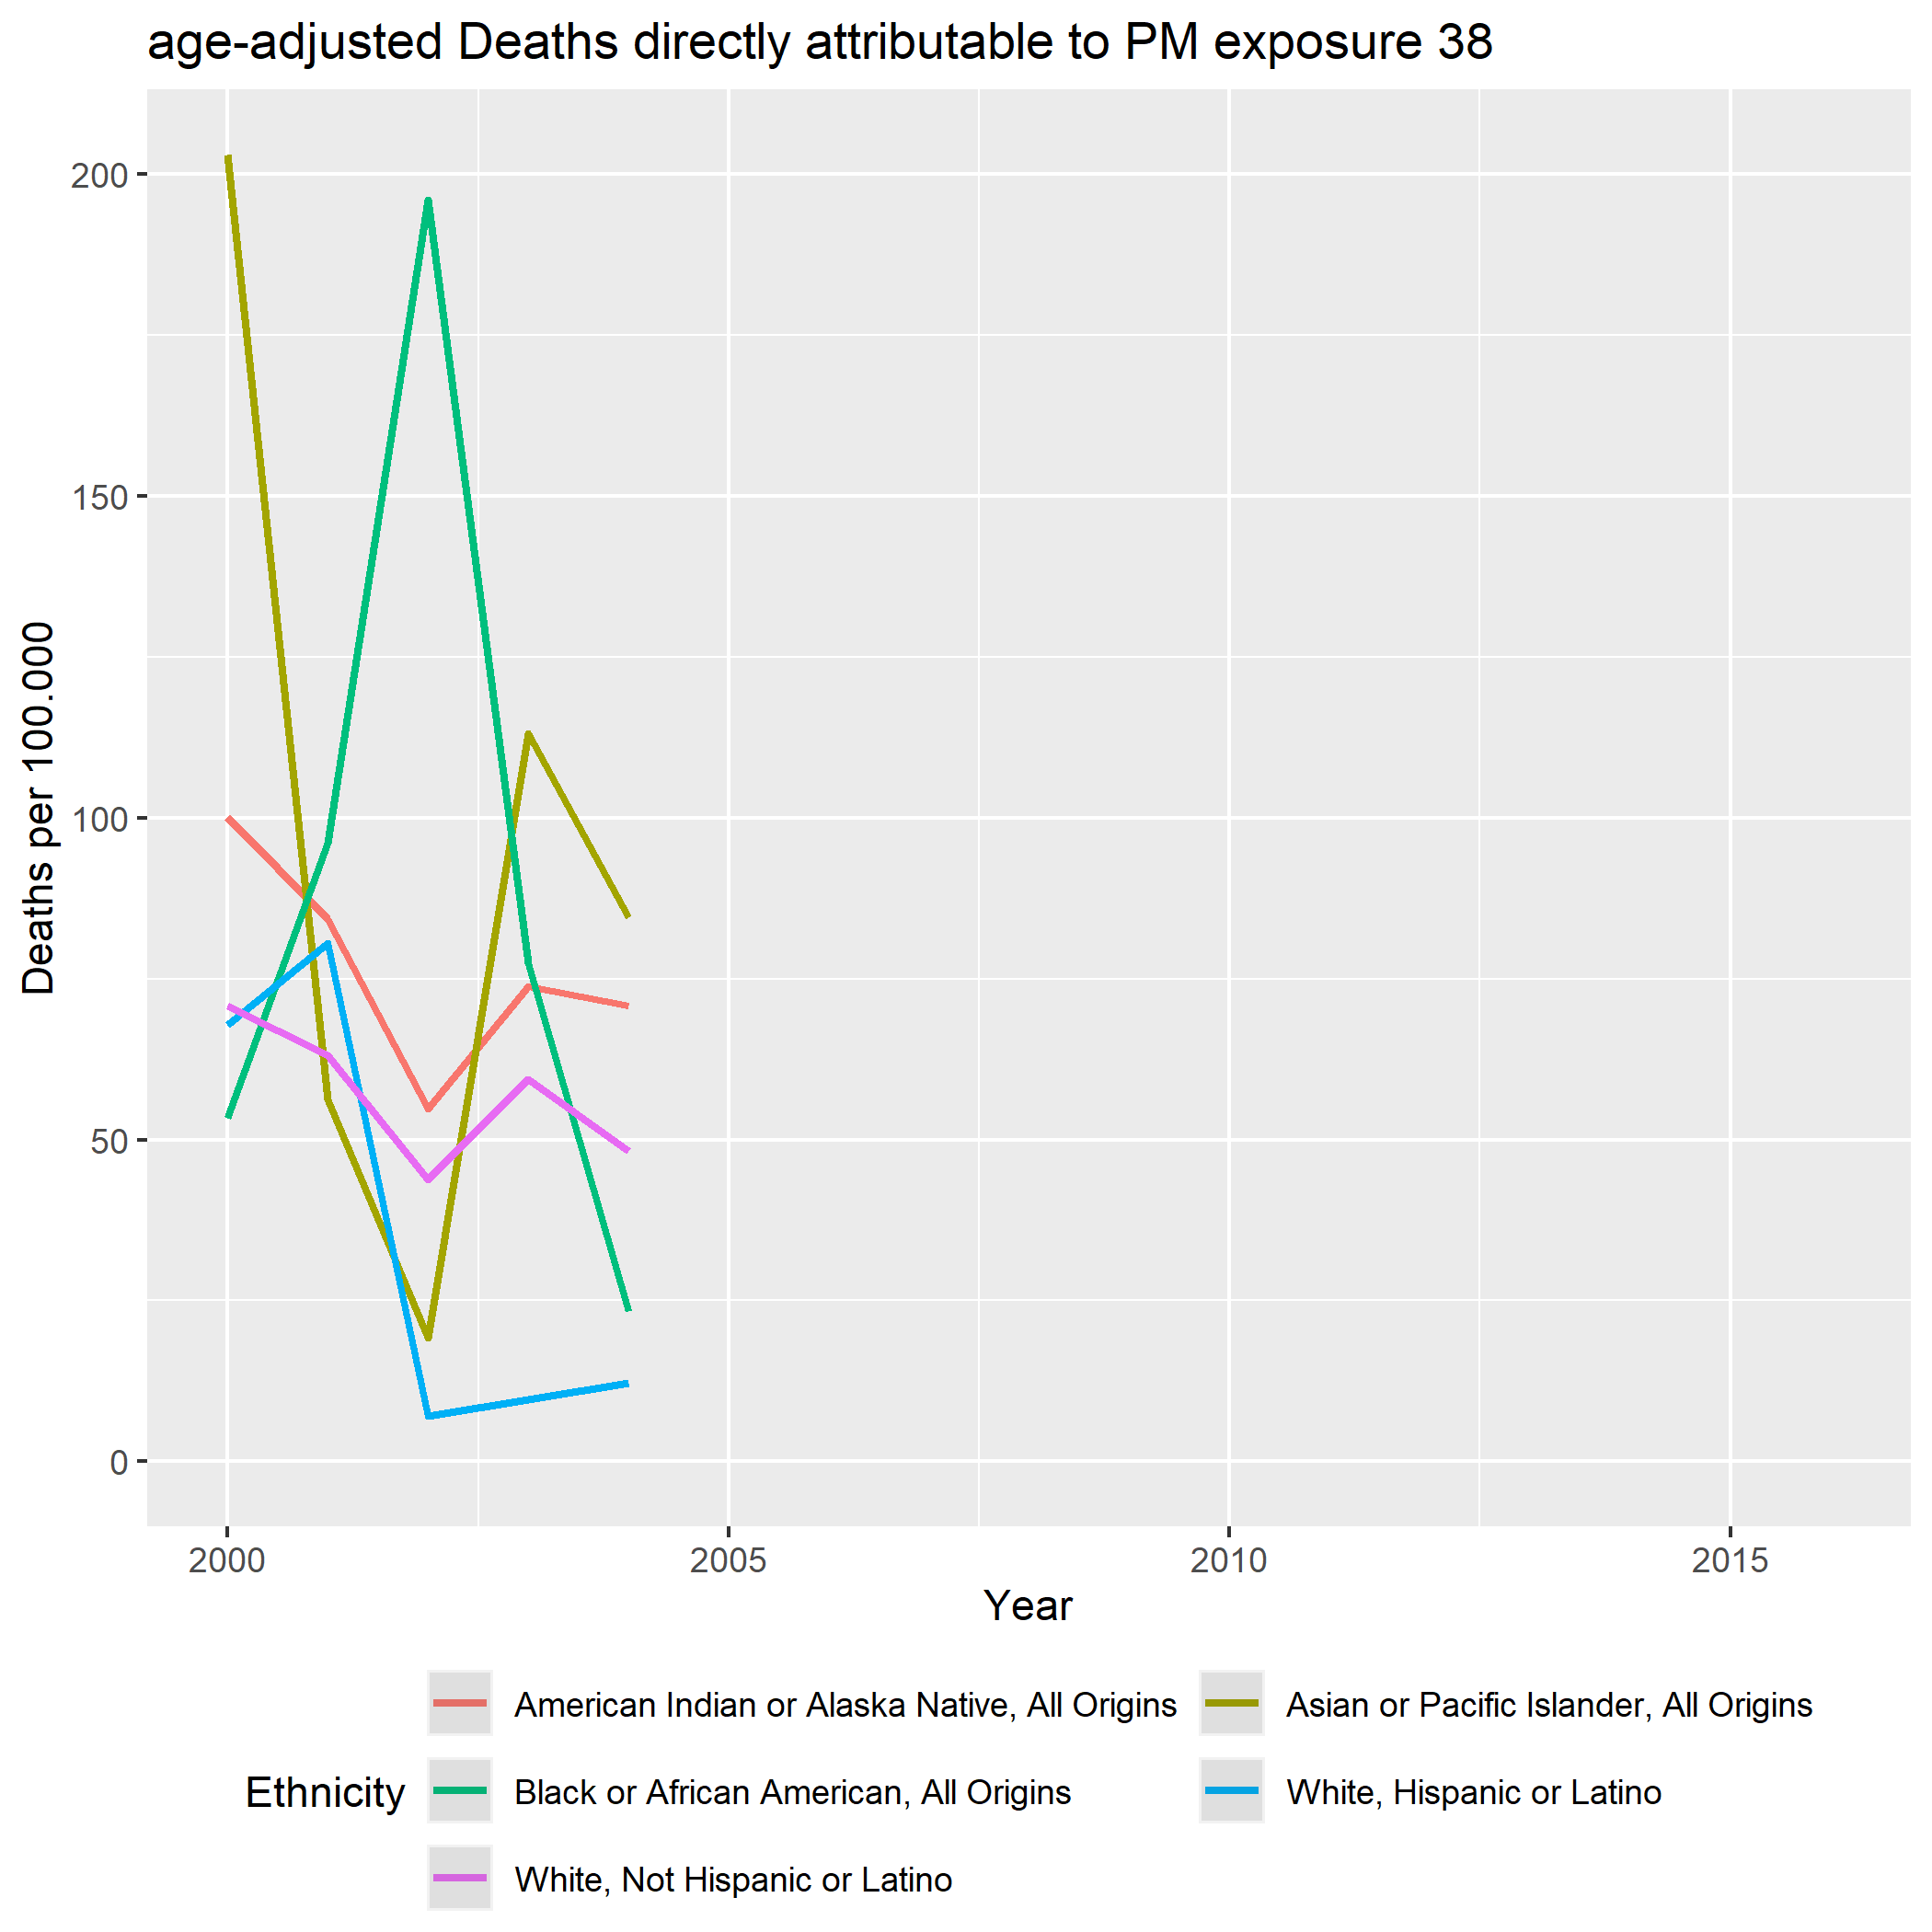 age-adjusted Deaths directly attributable to PM exposure 38
Deaths per 100.000
200
150
100
50
0
2000 2005 2010 2015
Year
Ethnicity
American Indian or Alaska Native, All Origins
Asian or Pacific Islander, All Origins
Black or African American, All Origins
White, Hispanic or Latino
White, Not Hispanic or Latino